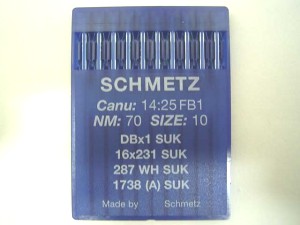 SCHMETZ
Canu: 14:25 FB1
NM: 70 SIZE: 10
DBx1 SUK
16x231 SUK
287 WH SUK
1738 (A) SUK
Made by Schmetz